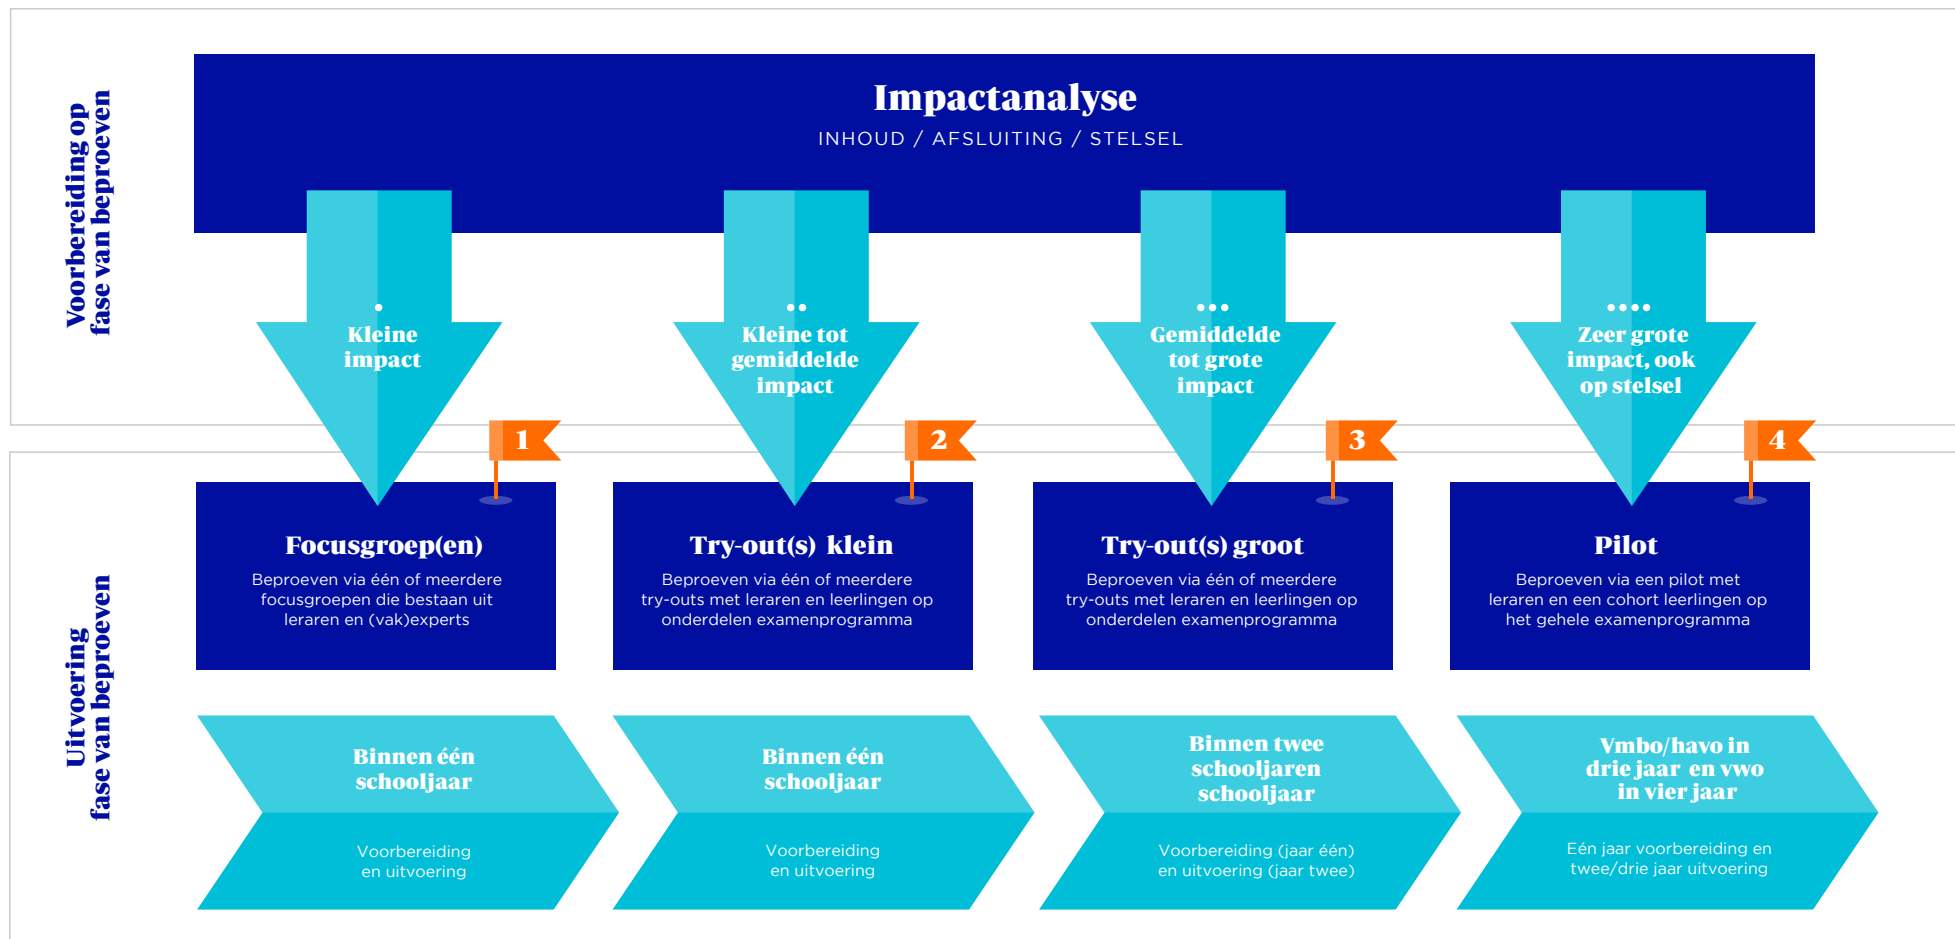 Voorbereiding op
fase van beproeven
Impactanalyse
INHOUD / AFSLUITING / STELSEL
Kleine
impact
Kleine tot
gemiddelde
impact
Gemiddelde
tot grote
impact
Zeer grote
impact, ook
op stelsel
Uitvoering
fase van beproeven
1
Focusgroep(en)
Beproeven via één of meerdere
focusgroepen die bestaan uit
leraren en (vak)experts
2
Try-out(s) klein
Beproeven via één of meerdere
try-outs met leraren en leerlingen op
onderdelen examenprogramma
3
Try-out(s) groot
Beproeven via één of meerdere
try-outs met leraren en leerlingen op
onderdelen examenprogramma
4
Pilot
Beproeven via een pilot met
leraren en een cohort leerlingen op
het gehele examenprogramma
Binnen één
schooljaar
Voorbereiding
en uitvoering
Binnen één
schooljaar
Voorbereiding
en uitvoering
Binnen twee
schooljaren
schooljaar
Voorbereiding (jaar één)
en uitvoering (jaar twee)
Vmbo/havo in
drie jaar en vwo
in vier jaar
Eén jaar voorbereiding en
twee/drie jaar uitvoering